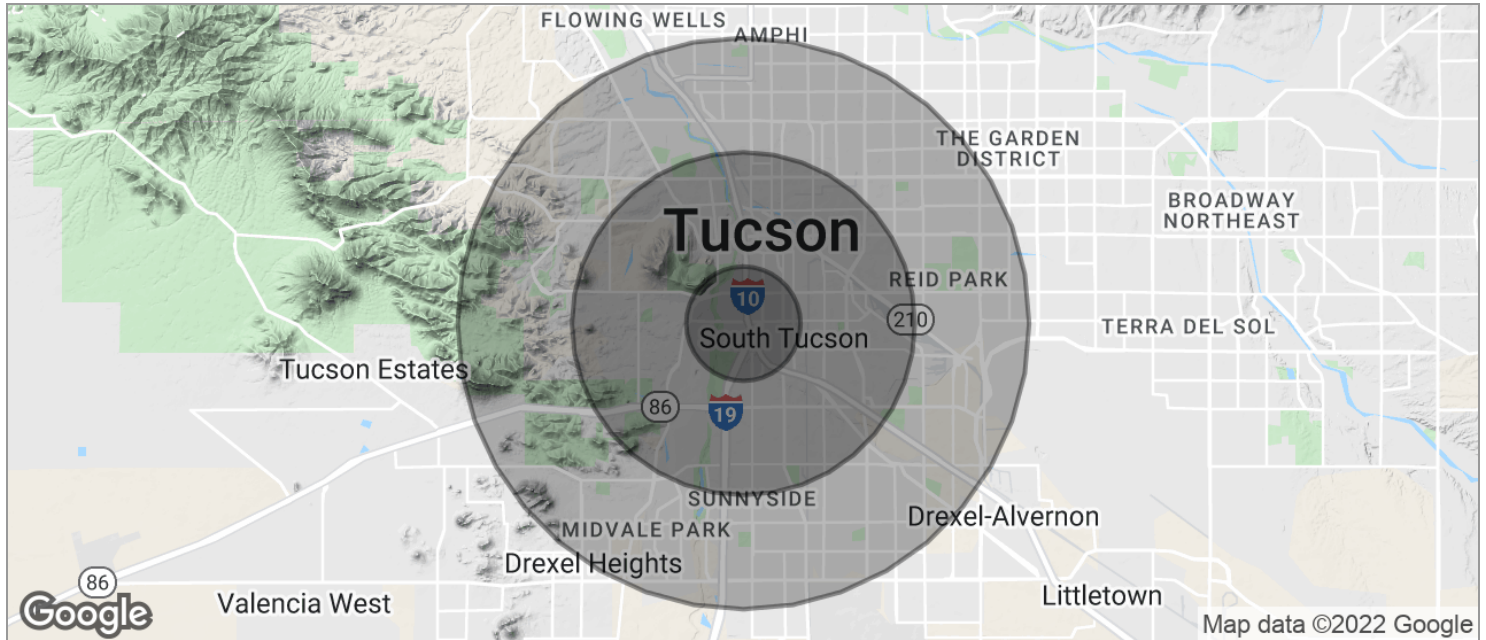 FLOWING WELLS
AMPHI
THE GARDEN
DISTRICT
BROADWAY
NORTHEAST
Tucson
REID PARK
10
210
TERRA DEL SOL
South Tucson
Tucson Estates
86
19
SUNNYSIDE
MIDVALE PARK
Drexel-Alvernon
Drexel Heights
86
Valencia West
Littletown
Google
Map data ©2022 Google